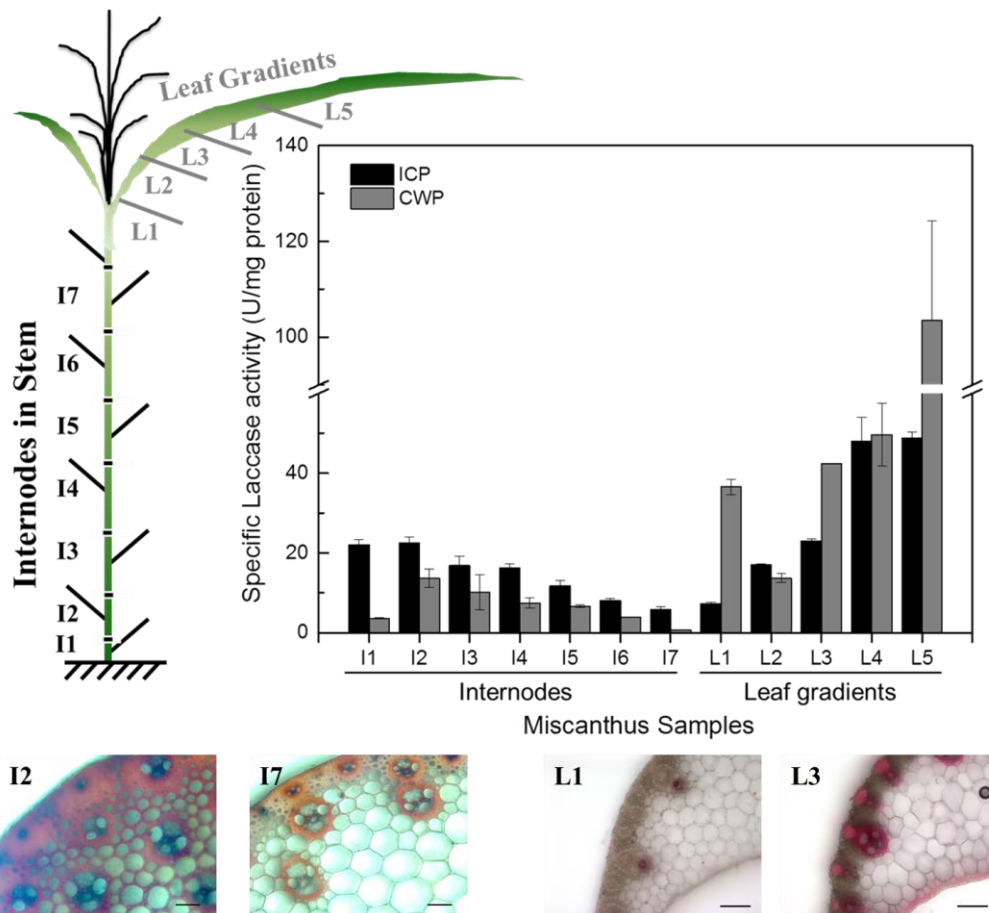 Leaf Gradients
L5
L4
L3
L2
L1
Internodes in Stem
I7
I6
I5
I4
I3
I2
I1
Specific Laccase activity (U/mg protein)
140
120
100
40
20
0
ICP
CWP
I1 I2 I3 I4 I5 I6 I7 L1 L2 L3 L4 L5
Internodes Leaf gradients
Miscanthus Samples
I2 I7 L1 L3